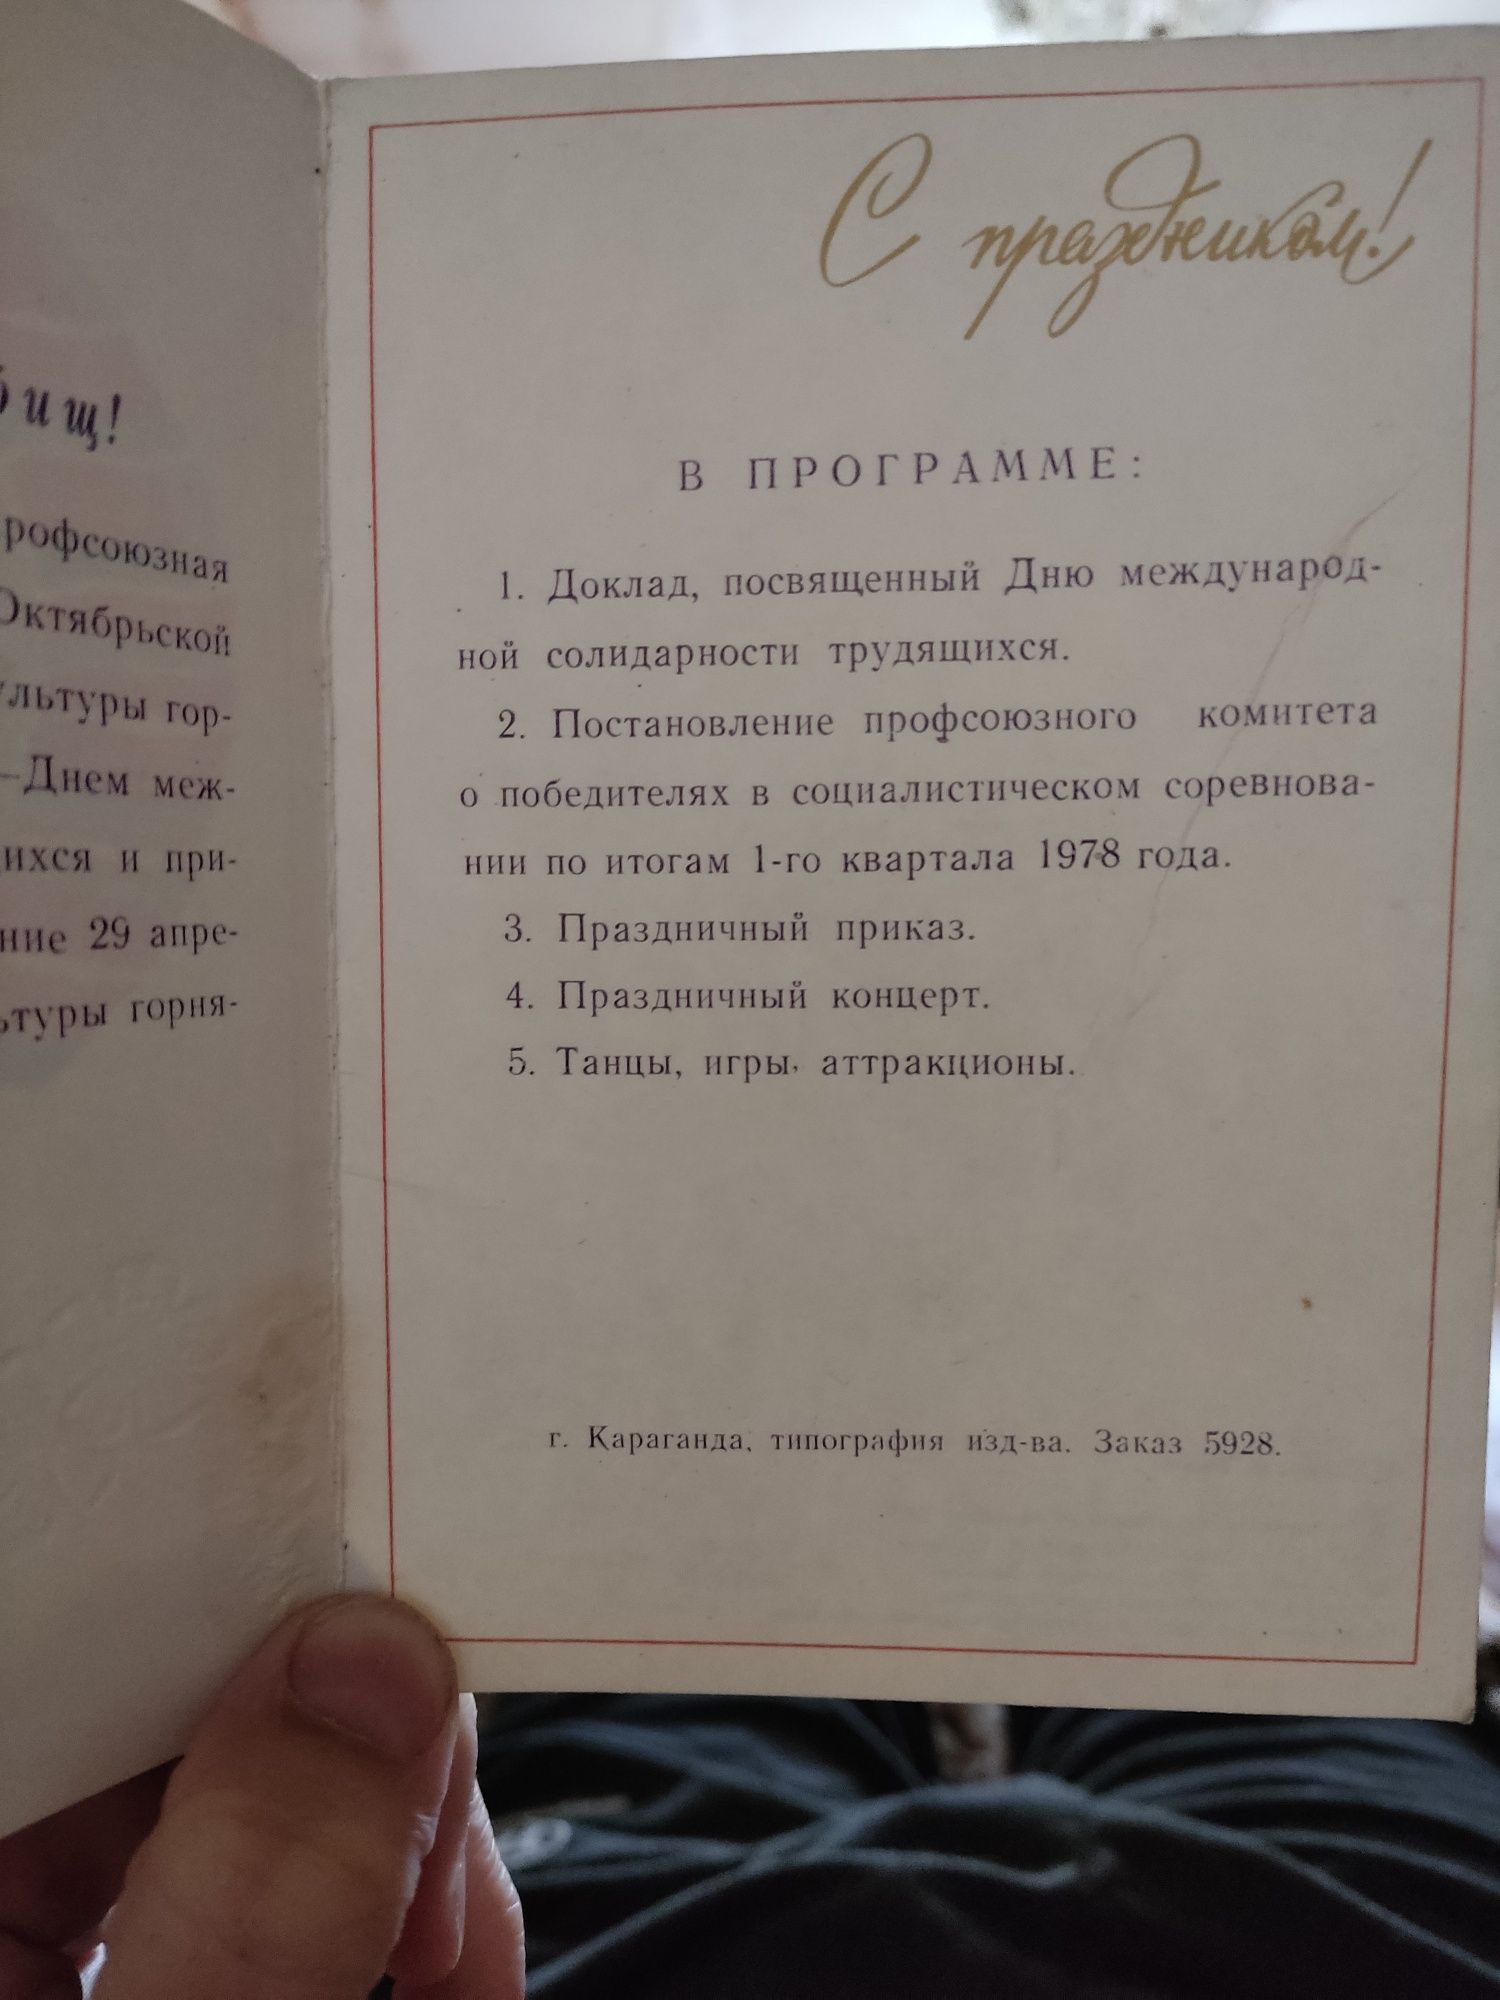 бищ!
рофсоюзная
Октябрьской
ультуры гор-
—Днем меж-
ихся и при-
ние 29 апре-
ьтуры горня-
С праздником!
В ПРОГРАММЕ:
1. Доклад, посвященный Дню международ-
ной солидарности трудящихся.
2. Постановление профсоюзного комитета
о победителях в социалистическом соревнова-
нии по итогам 1-го квартала 1978 года.
3. Праздничный приказ.
4. Праздничный концерт.
5. Танцы, игры, аттракционы.
г. Караганда, типография изд-ва. Заказ 5928.